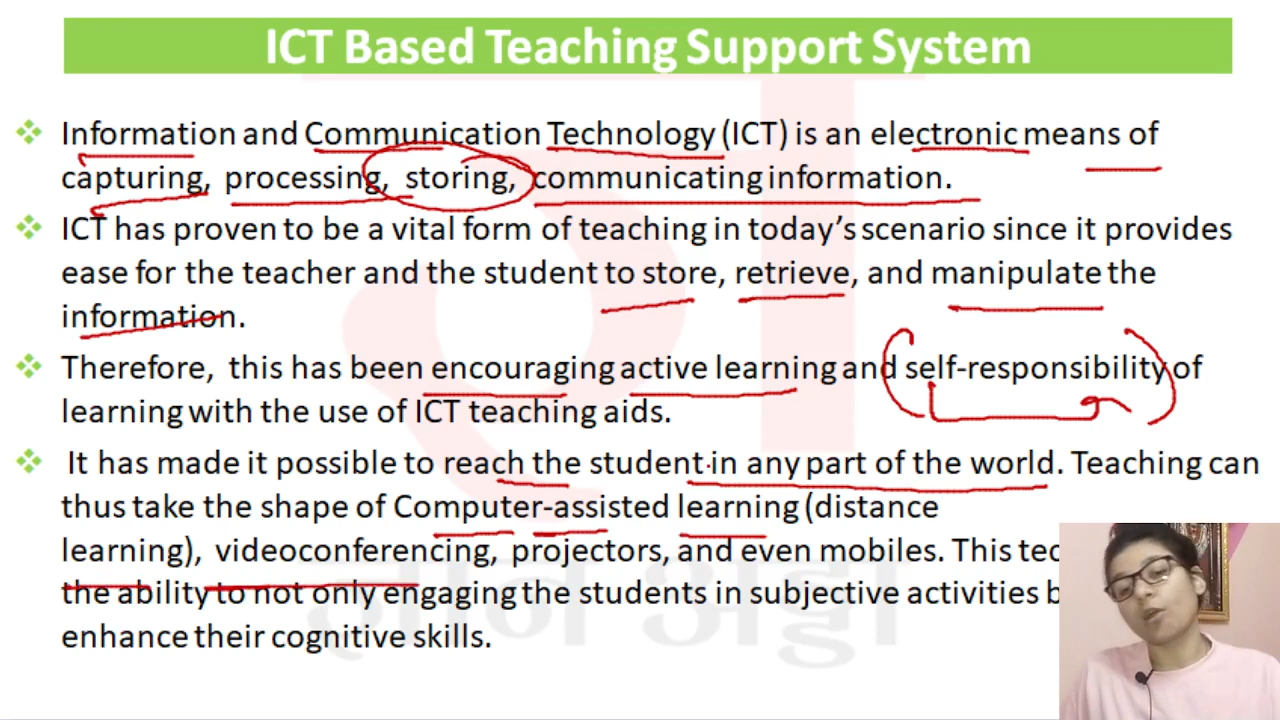 ICT Based Teaching Support System
Information and Communication Technology (ICT) is an electronic means of
capturing, processing, storing, communicating information.
ICT has proven to be a vital form of teaching in today's scenario since it provides
ease for the teacher and the student to store, retrieve, and manipulate the
information.
Therefore, this has been encouraging active learning and self-responsibility of
learning with the use of ICT teaching aids.
It has made it possible to reach the student in any part of the world. Teaching can
thus take the shape of Computer-assisted learning (distance
learning), videoconferencing, projectors, and even mobiles. This
the ability to not only engaging the students in subjective activities
enhance their cognitive skills.